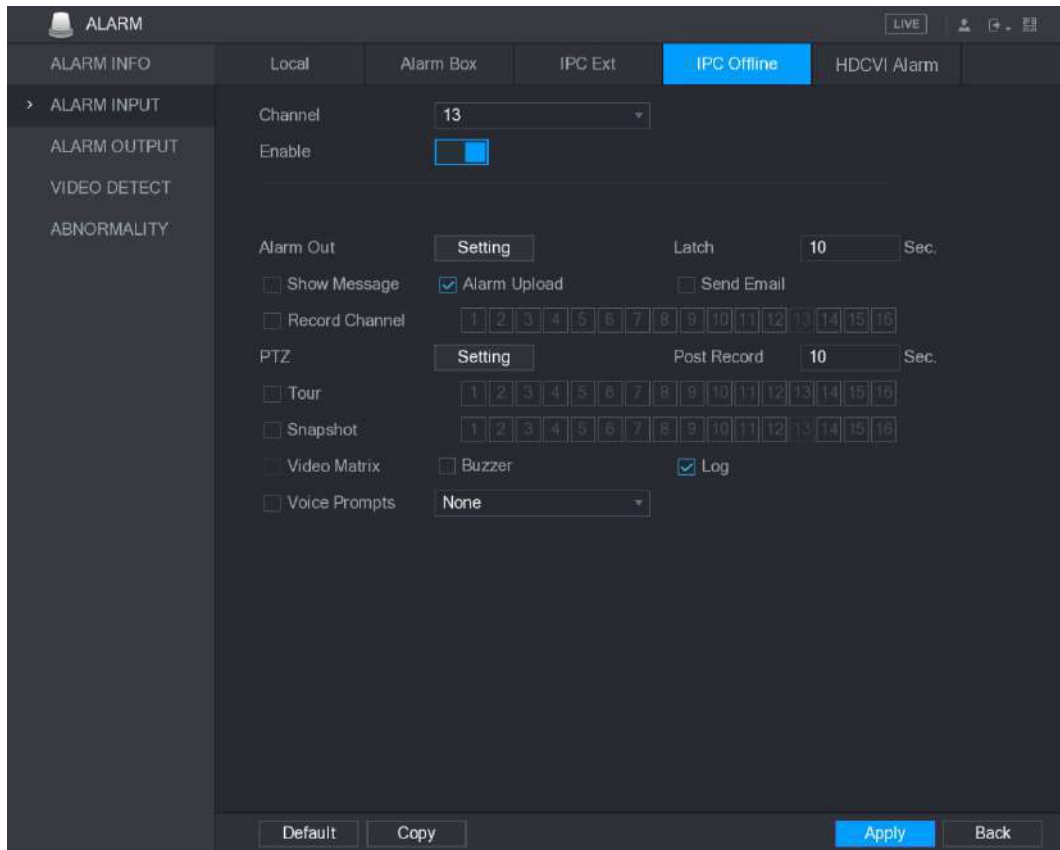 ALARM LIVE
ALARM INFO
ALARM INPUT
ALARM OUTPUT
VIDEO DETECT
ABNORMALITY
Local Alarm Box IPC Ext IPC Offline HDCVI Alarm
Channel 13
Enable
Alarm Out Setting Latch 10 Sec.
Show Message Alarm Upload Send Email
Record Channel 1 2 3 4 5 6 7 8 9 10 11 12 13 14 15 16
PTZ Setting Post Record 10 Sec.
Tour 1 2 3 4 5 6 7 8 9 10 11 12 13 14 15 16
Snapshot 1 2 3 4 5 6 7 8 9 10 11 12 13 14 15 16
Video Matrix Buzzer Log
Voice Prompts None
Default Copy Apply Back